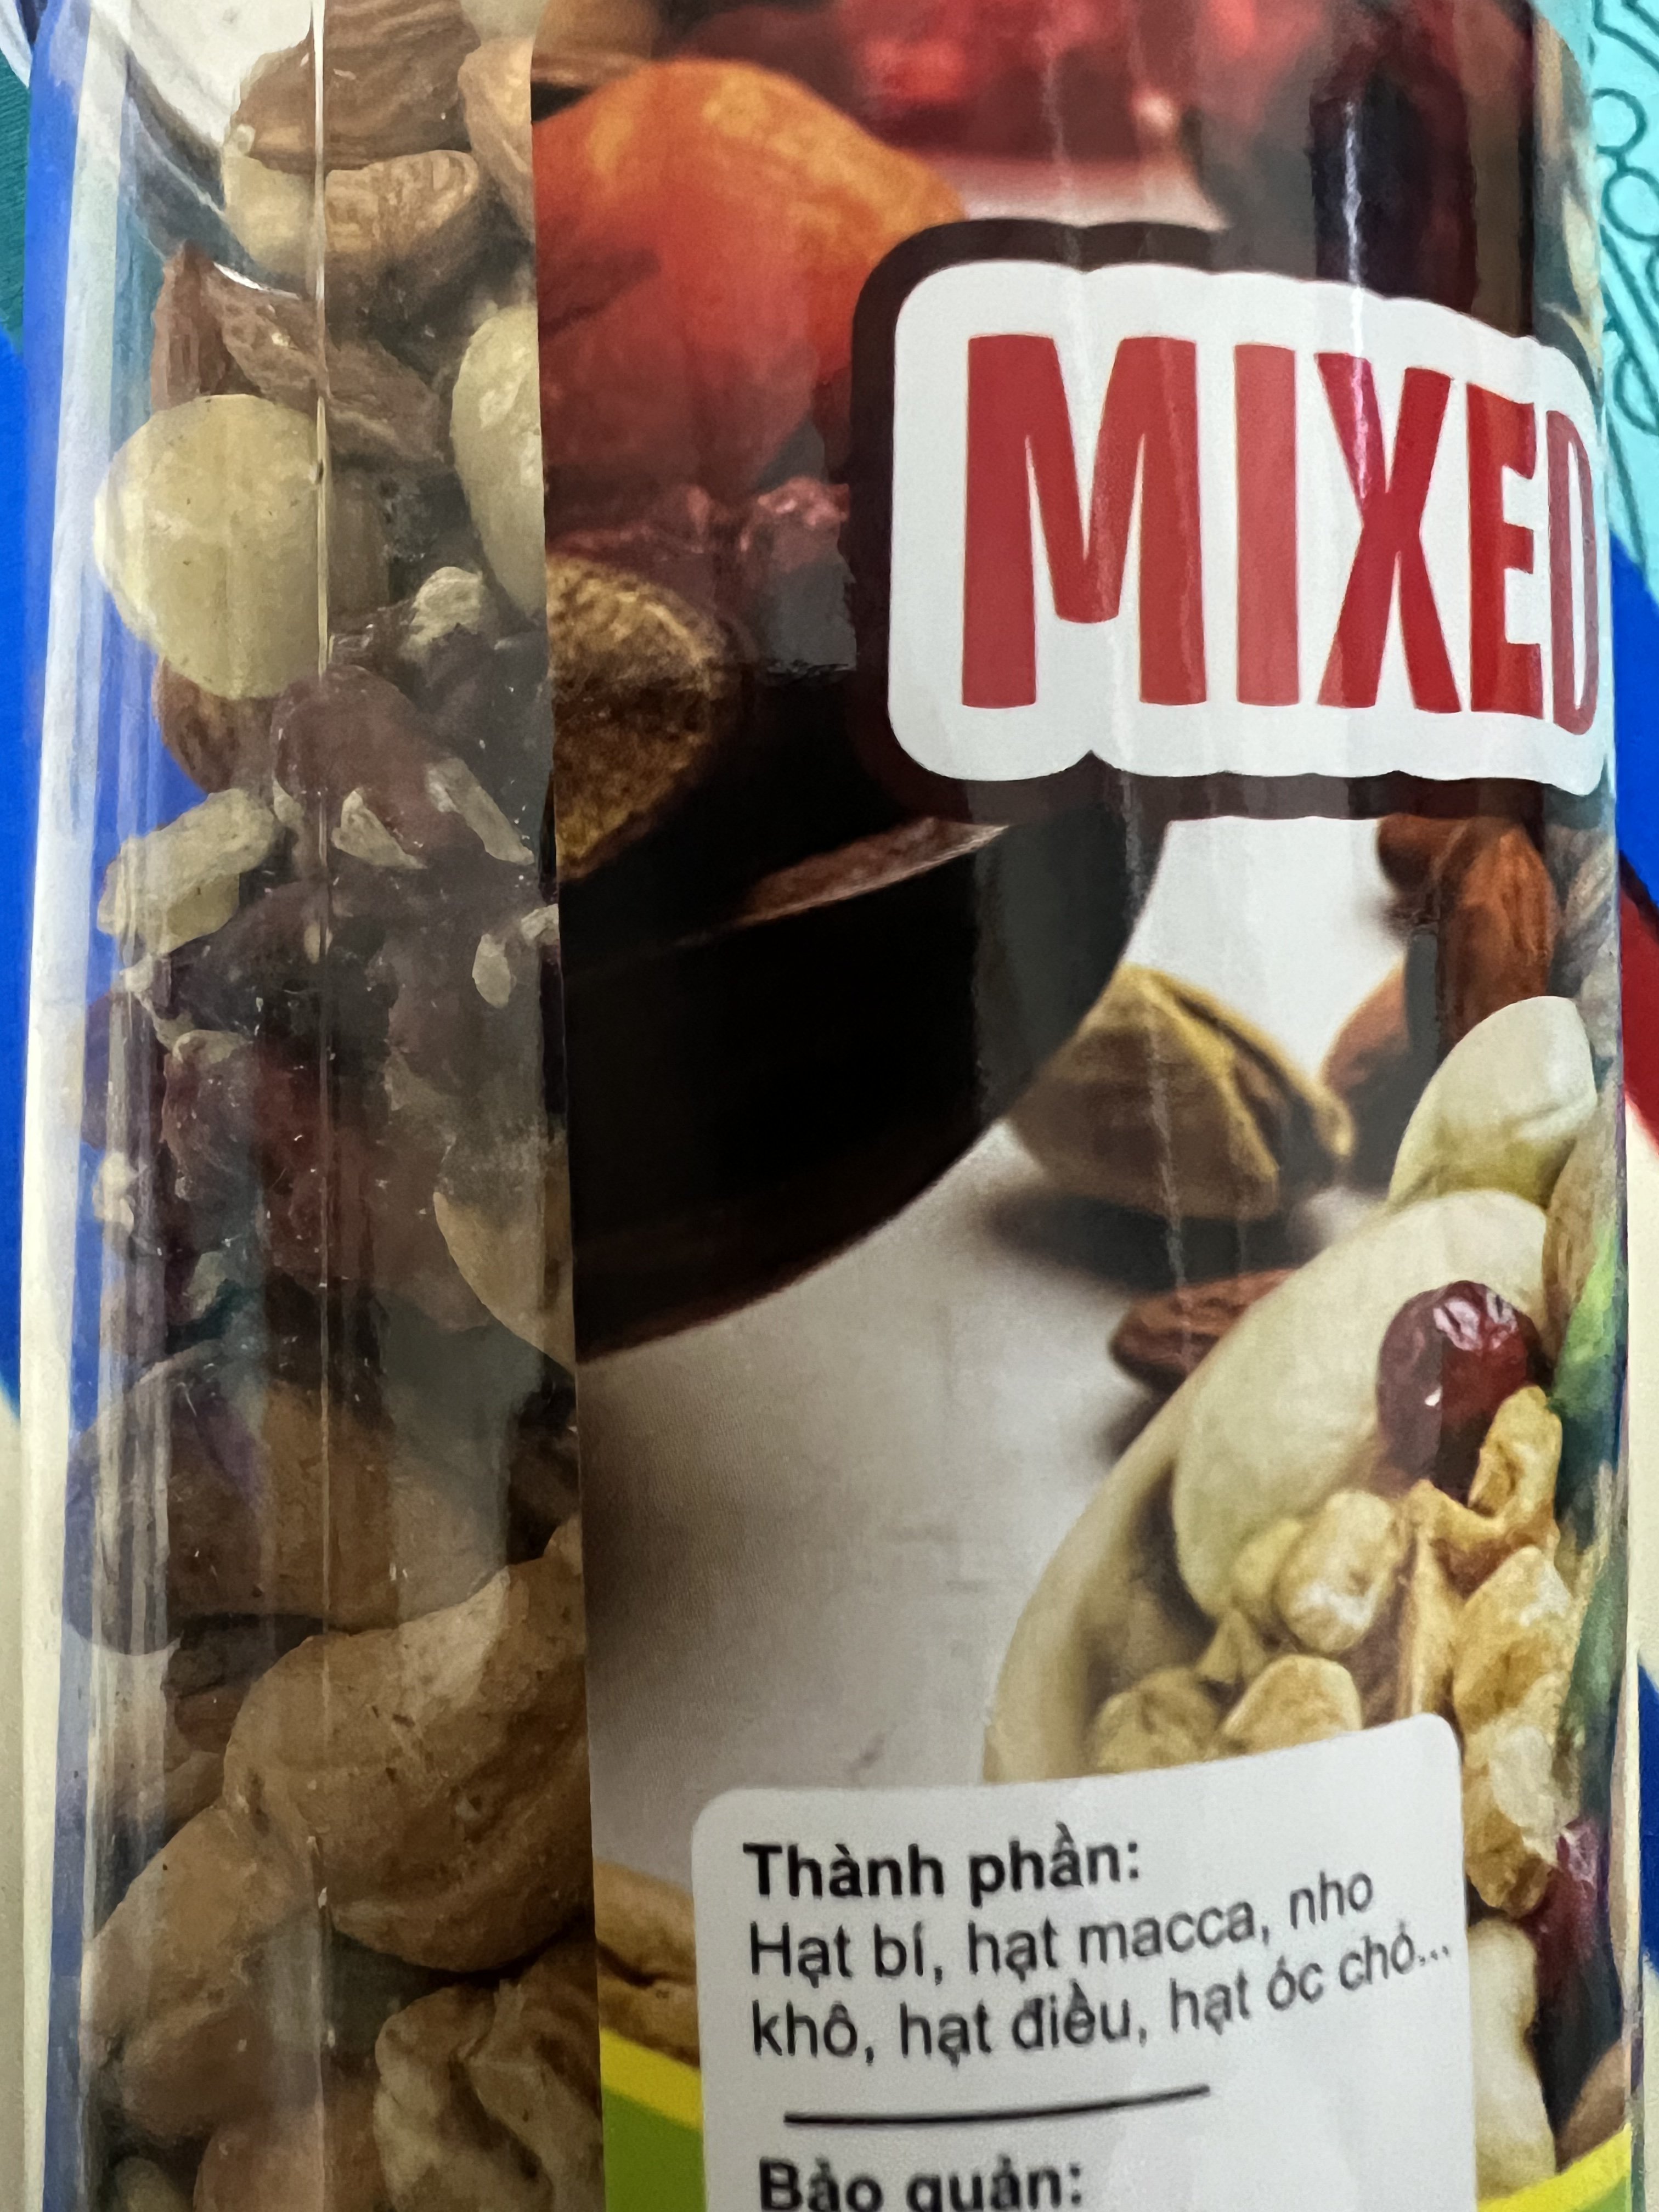 MIXED
Thành phần:
Hạt bí, hạt macca, nho
khô, hạt điều, hạt óc chó...
Bảo quản: